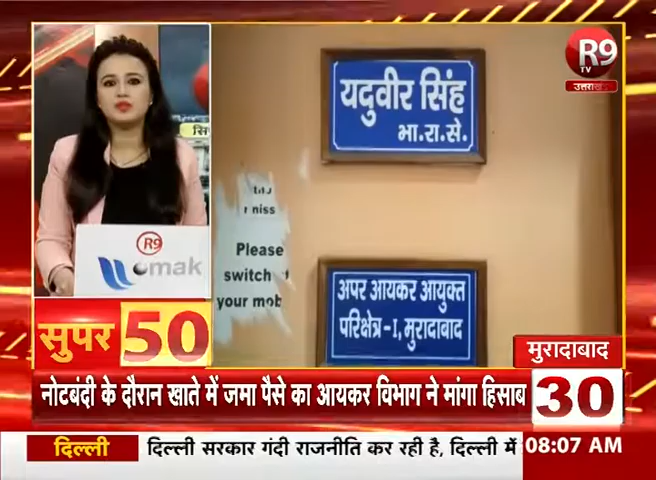 R9
TV
उत्तराखंड
यदुवीर सिंह
भा.रा.से.
सि
miss
Please
switch
your mob
R9
omak
अपर आयकर आयुक्त
परिक्षेत्र-I, मुरादाबाद
सुपर 50
मुरादाबाद
नोटबंदी के दौरान खाते में जमा पैसे का आयकर विभाग ने मांगा हिसाब
30
दिल्ली
दिल्ली सरकार गंदी राजनीति कर रही है, दिल्ली में
08:07 AM